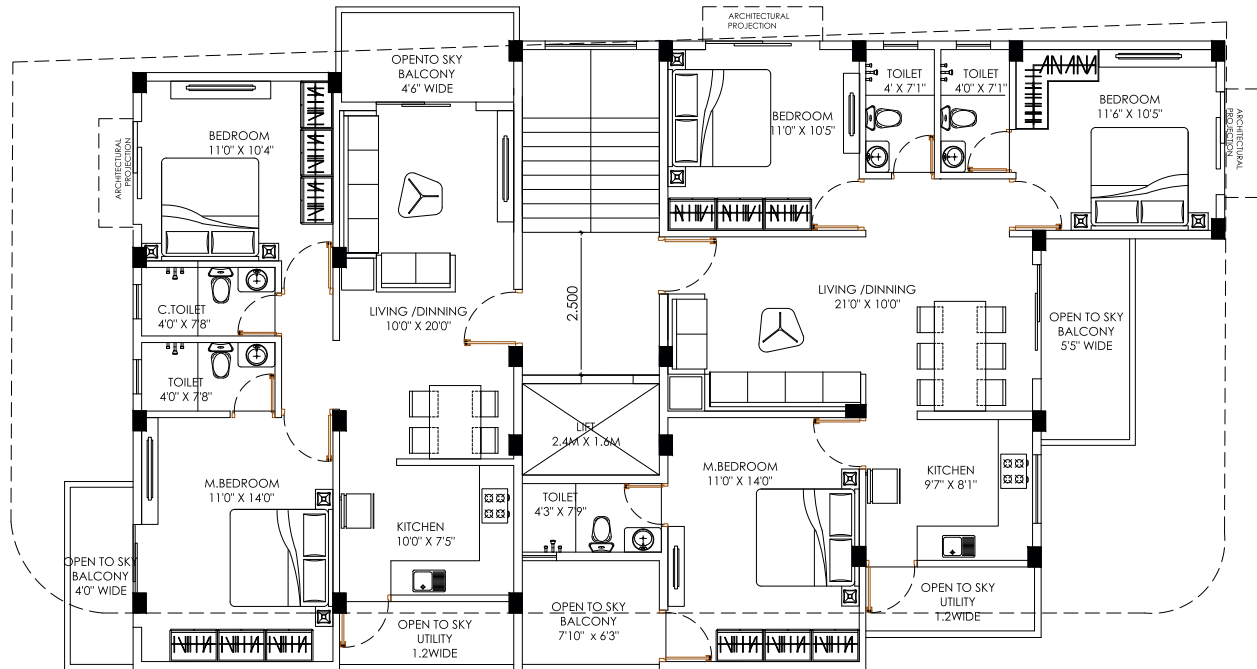 ARCHITECTURAL
PROJECTION
OPENTO SKY
BALCONY
4'6" WIDE
TOILET
4' X 7'1"
TOILET
4'0" X 7'1"
BEDROOM
11'6" X 10'5"
ARCHITECTURAL
PROJECTION
BEDROOM
11'0" X 10'5"
BEDROOM
11'0" X 10'4"
ARCHITECTURAL
PROJECTION
C.TOILET
4'0" X 7'8"
LIVING /DINNING
10'0" X 20'0"
2.500
LIVING /DINNING
21'0" X 10'0"
OPEN TO SKY
BALCONY
5'5" WIDE
TOILET
4'0" X 7'8"
LIFT
2.4M X 1.6M
M.BEDROOM
11'0" X 14'0"
M.BEDROOM
11'0" X 14'0"
KITCHEN
9'7" X 8'1"
TOILET
4'3" X 7'9"
KITCHEN
10'0" X 7'5"
OPEN TO SKY
BALCONY
4'0" WIDE
OPEN TO SKY
UTILITY
1.2WIDE
OPEN TO SKY
BALCONY
7'10" x 6'3"
OPEN TO SKY
UTILITY
1.2WIDE